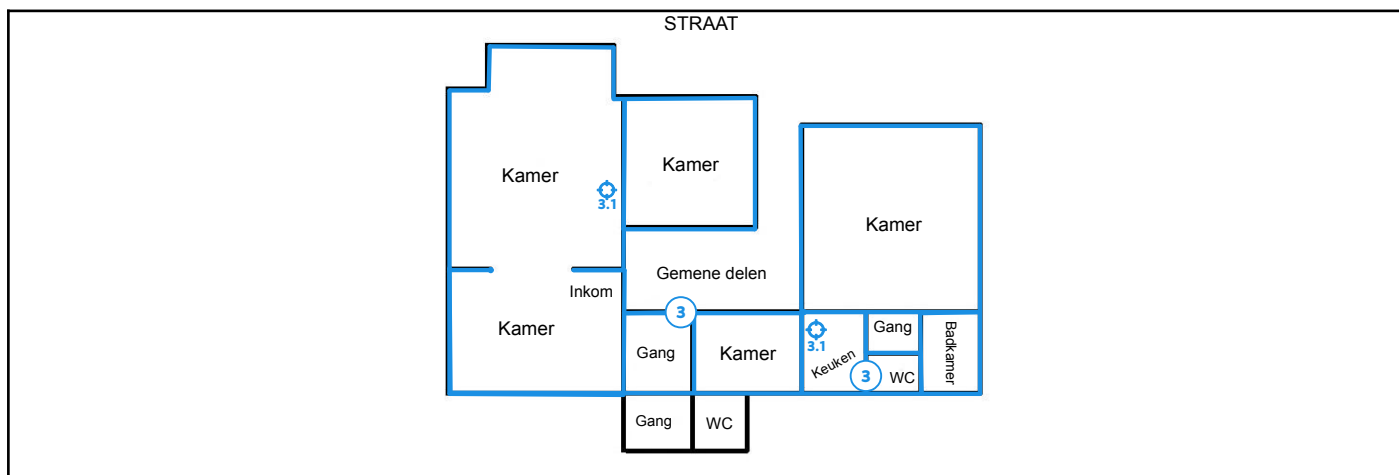 STRAAT
Kamer
Kamer
3.1
Kamer
Gemene delen
Inkom
Kamer
3
Gang
Kamer
3.1
Keuken
Gang
Badkamer
3
WC
Gang
WC